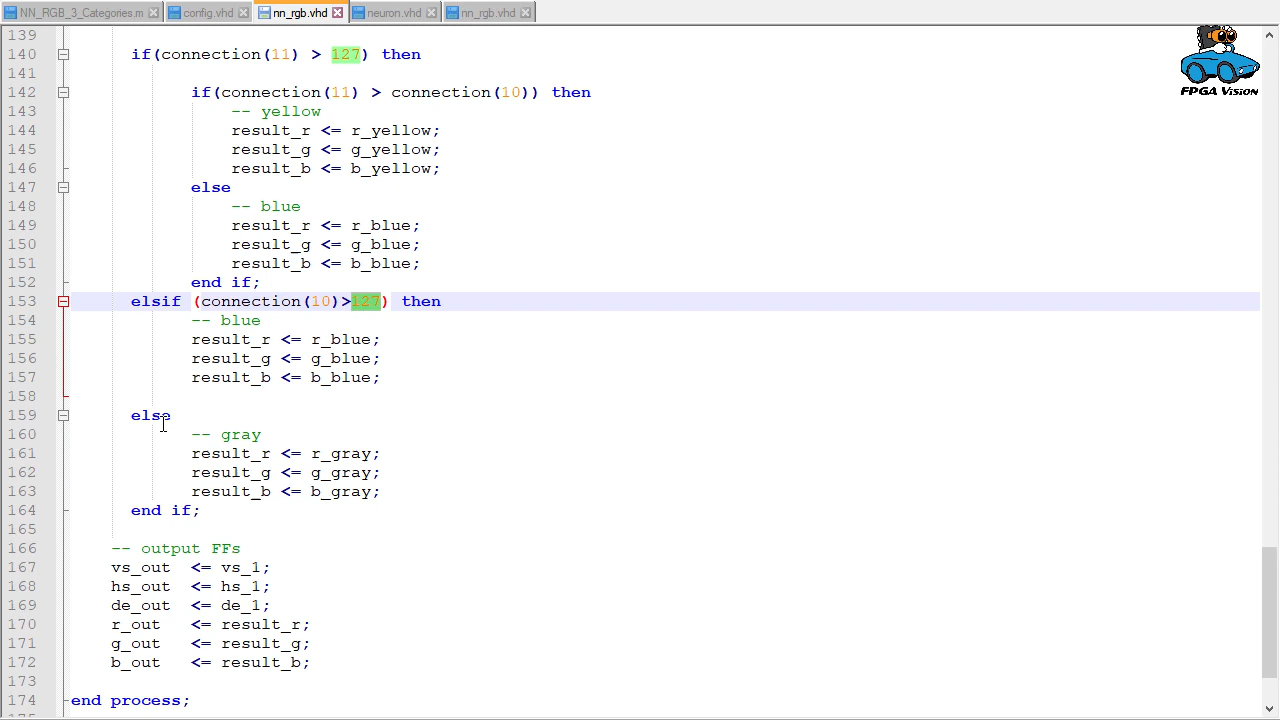 NN_RGB_3_Categories.m config.vhd nn_rgb.vhd neuron.vhd nn_rgb.vhd
FPGA Vision
139
140 if(connection(11) > 127) then
141
142 if(connection(11) > connection(10)) then
143 -- yellow
144 result_r <= r_yellow;
145 result_g <= g_yellow;
146 result_b <= b_yellow;
147 else
148 -- blue
149 result_r <= r_blue;
150 result_g <= g_blue;
151 result_b <= b_blue;
152 end if;
153 elsif (connection(10)>127) then
154 -- blue
155 result_r <= r_blue;
156 result_g <= g_blue;
157 result_b <= b_blue;
158
159 else
160 -- gray
161 result_r <= r_gray;
162 result_g <= g_gray;
163 result_b <= b_gray;
164 end if;
165
166 -- output FFs
167 vs_out <= vs_1;
168 hs_out <= hs_1;
169 de_out <= de_1;
170 r_out <= result_r;
171 g_out <= result_g;
172 b_out <= result_b;
173
174 end process;